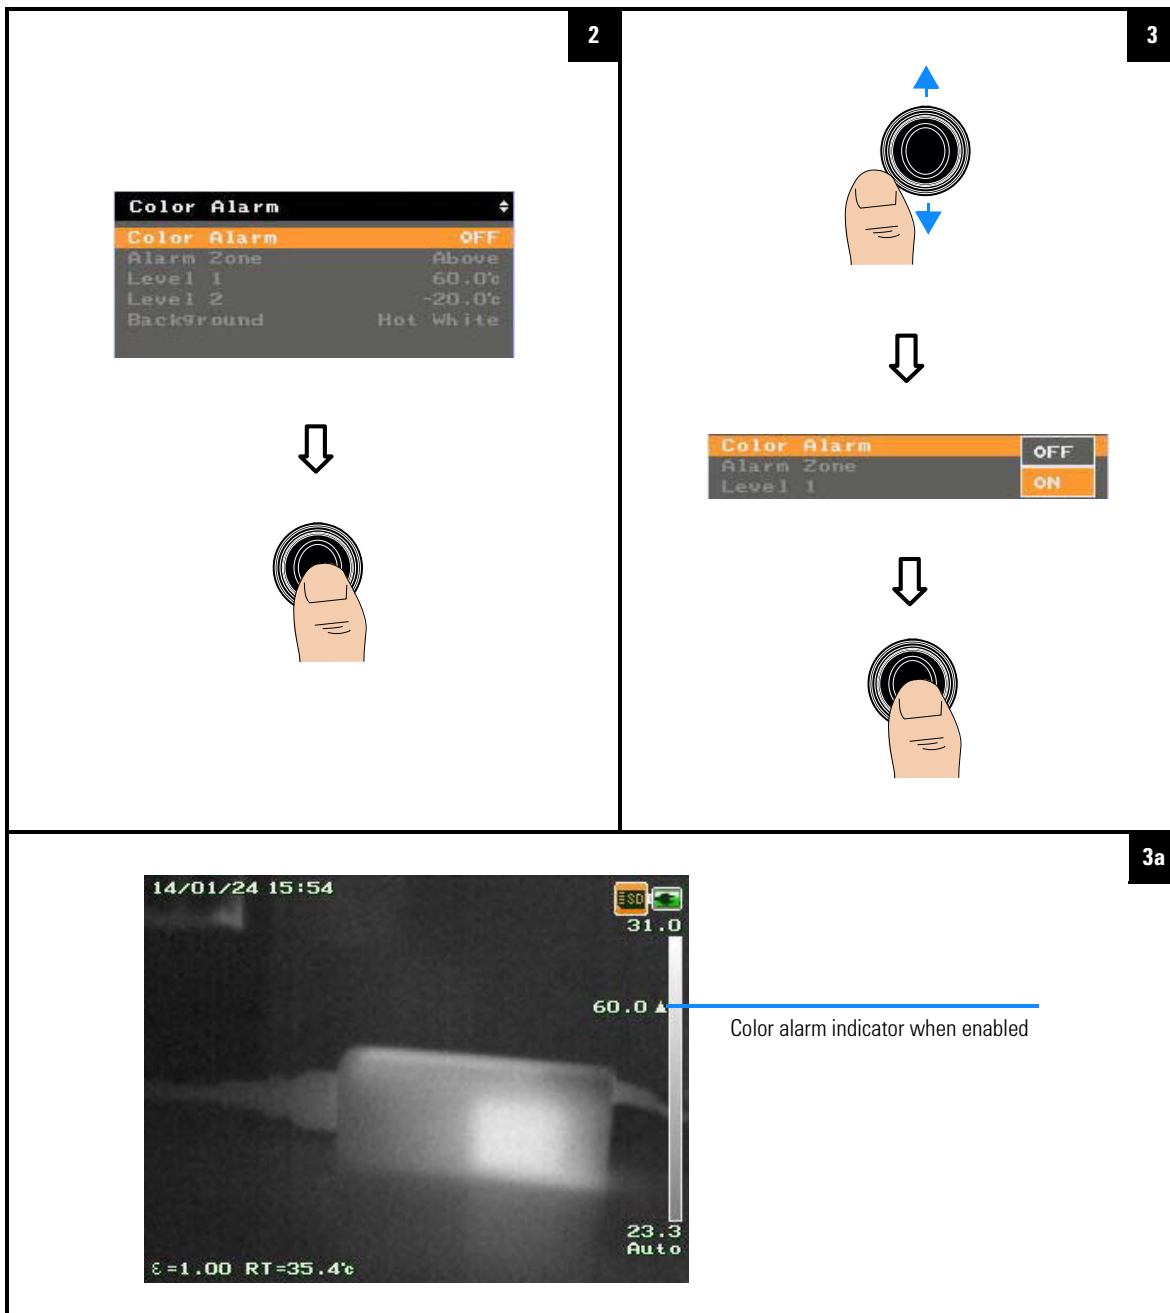 2
Color Alarm
Color Alarm OFF
Alarm Zone Above
Level 1 60.0℃
Level 2 -20.0℃
Background Hot White
3
Color Alarm OFF
Alarm Zone
Level 1 ON
3a
14/01/24 15:54
SD
31.0
60.0▲
Color alarm indicator when enabled
23.3
Auto
ε=1.00 RT=35.4℃